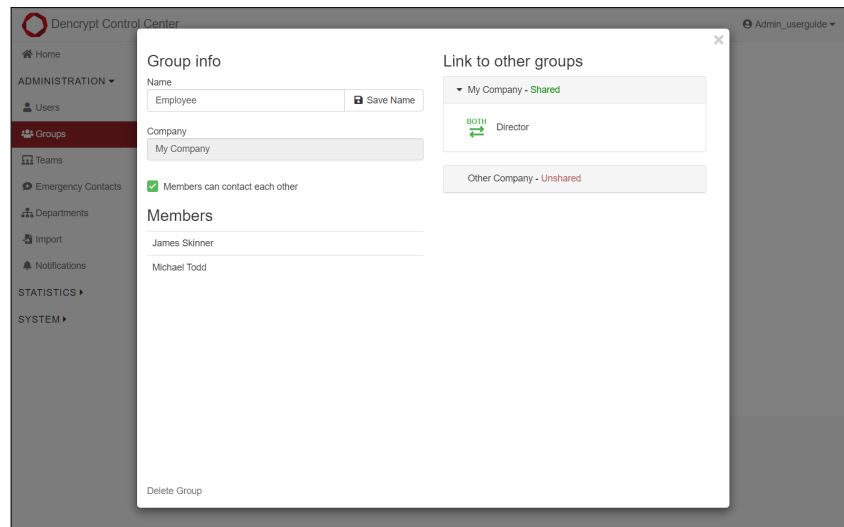 Dencrypt Control Center
Admin_userguide
Home
ADMINISTRATION
Users
Groups
Teams
Emergency Contacts
Departments
Import
Notifications
STATISTICS
SYSTEM
×
Group info
Name
Employee
Save Name
Company
My Company
Members can contact each other
Members
James Skinner
Michael Todd
Delete Group
Link to other groups
My Company - Shared
BOTH
Director
Other Company - Unshared